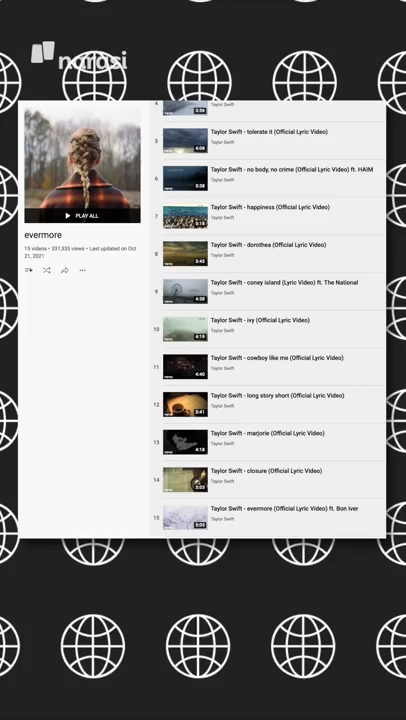 narasi
4
3:56
Taylor Swift
5
4:08
Taylor Swift - tolerate it (Official Lyric Video)
Taylor Swift
6
3:38
Taylor Swift - no body, no crime (Official Lyric Video) ft. HAIM
Taylor Swift
7
5:18
Taylor Swift - happiness (Official Lyric Video)
Taylor Swift
8
3:45
Taylor Swift - dorothea (Official Lyric Video)
Taylor Swift
9
4:38
Taylor Swift - coney island (Lyric Video) ft. The National
Taylor Swift
10
4:19
Taylor Swift - ivy (Official Lyric Video)
Taylor Swift
11
4:40
Taylor Swift - cowboy like me (Official Lyric Video)
Taylor Swift
12
3:41
Taylor Swift - long story short (Official Lyric Video)
Taylor Swift
13
4:18
Taylor Swift - marjorie (Official Lyric Video)
Taylor Swift
14
3:03
Taylor Swift - closure (Official Lyric Video)
Taylor Swift
15
5:05
Taylor Swift - evermore (Official Lyric Video) ft. Bon Iver
Taylor Swift
PLAY ALL
evermore
15 videos • 337,335 views • Last updated on Oct
21, 2021